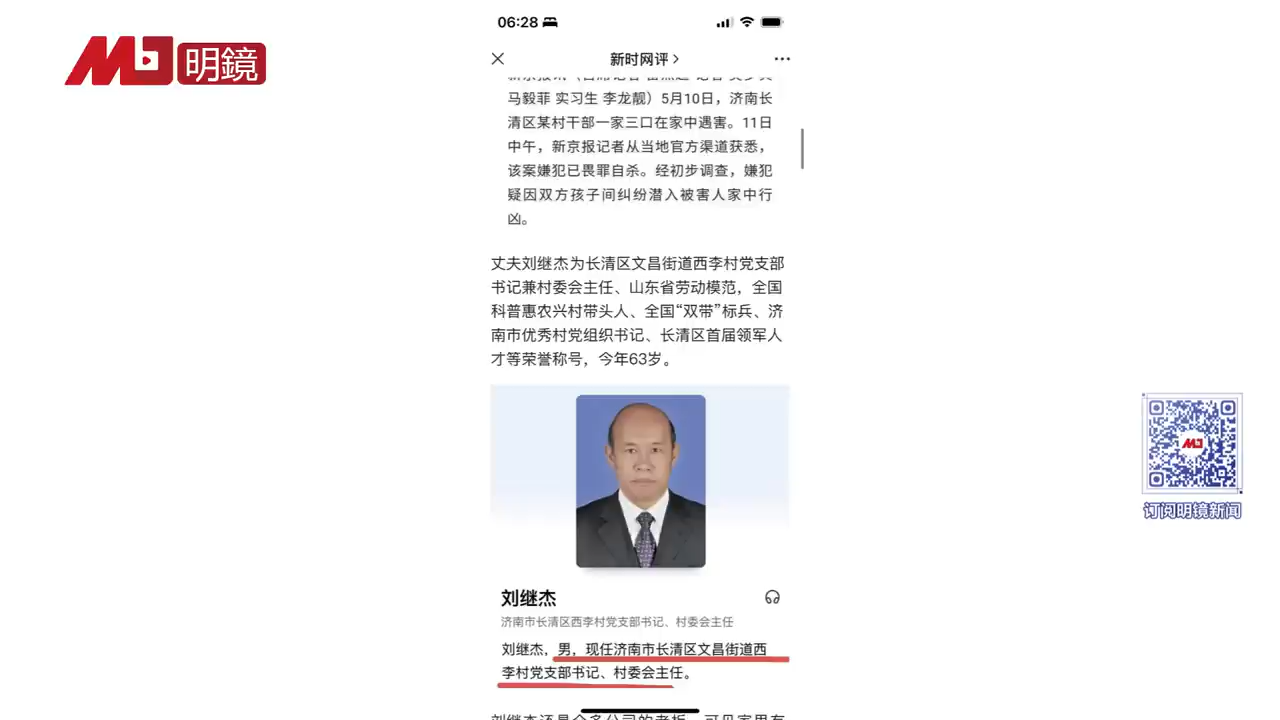 06:28
MJ 明鏡
新时网评
马毅菲 实习生 李龙靓）5月10日，济南长
清区某村干部一家三口在家中遇害。11日
中午，新京报记者从当地官方渠道获悉，
该案嫌犯已畏罪自杀。经初步调查，嫌犯
疑因双方孩子间纠纷潜入被害人家中行
凶。
丈夫刘继杰为长清区文昌街道西李村党支部
书记兼村委会主任、山东省劳动模范，全国
科普惠农兴村带头人、全国“双带”标兵、济
南市优秀村党组织书记、长清区首届领军人
才等荣誉称号，今年63岁。
刘继杰
济南市长清区西李村党支部书记、村委会主任
刘继杰，男，现任济南市长清区文昌街道西
李村党支部书记、村委会主任。
订阅明镜新闻